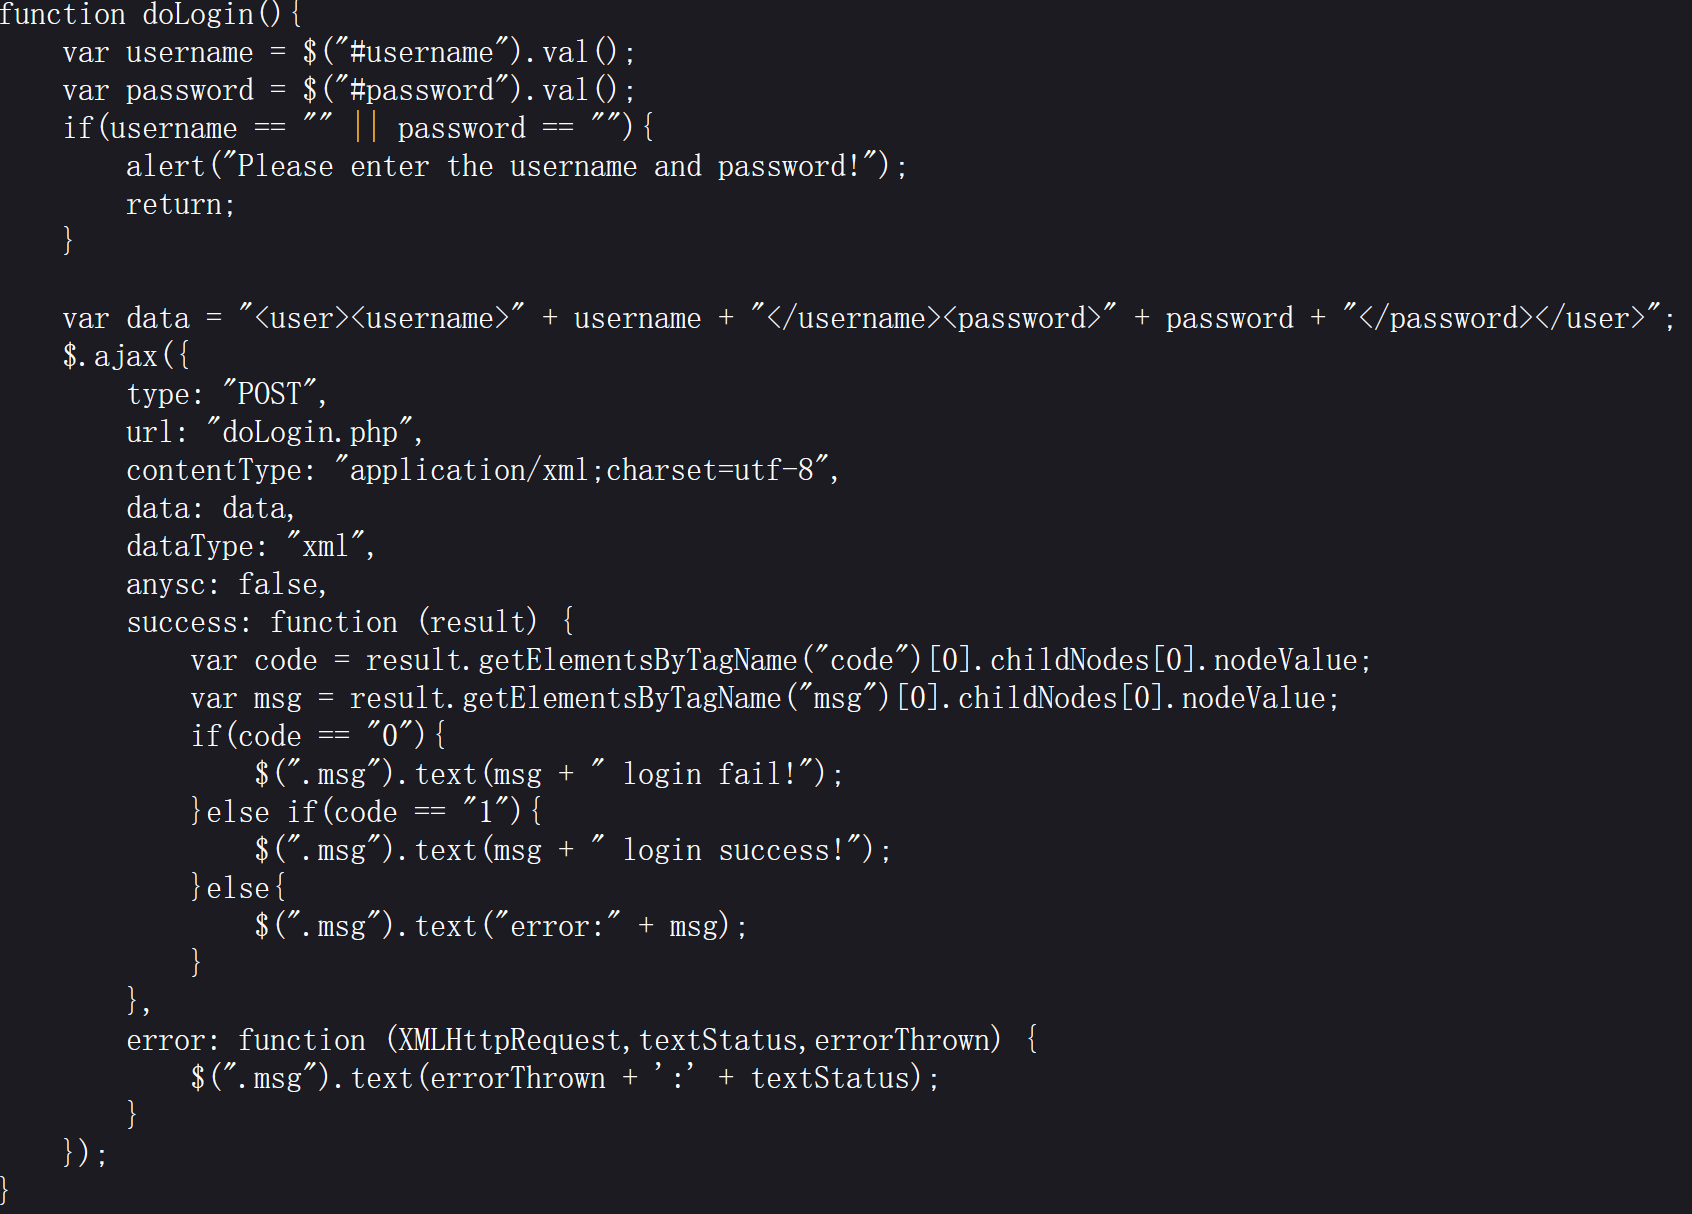 function doLogin(){
    var username = $("#username").val();
    var password = $("#password").val();
    if(username == "" || password == ""){
        alert("Please enter the username and password!");
        return;
    }

    var data = "<user><username>" + username + "</username><password>" + password + "</password></user>";
    $.ajax({
        type: "POST",
        url: "doLogin.php",
        contentType: "application/xml;charset=utf-8",
        data: data,
        dataType: "xml",
        anysc: false,
        success: function (result) {
            var code = result.getElementsByTagName("code")[0].childNodes[0].nodeValue;
            var msg = result.getElementsByTagName("msg")[0].childNodes[0].nodeValue;
            if(code == "0"){
                $(".msg").text(msg + " login fail!");
            }else if(code == "1"){
                $(".msg").text(msg + " login success!");
            }else{
                $(".msg").text("error:" + msg);
            }
        },
        error: function (XMLHttpRequest,textStatus,errorThrown) {
            $(".msg").text(errorThrown + ':' + textStatus);
        }
    });
}